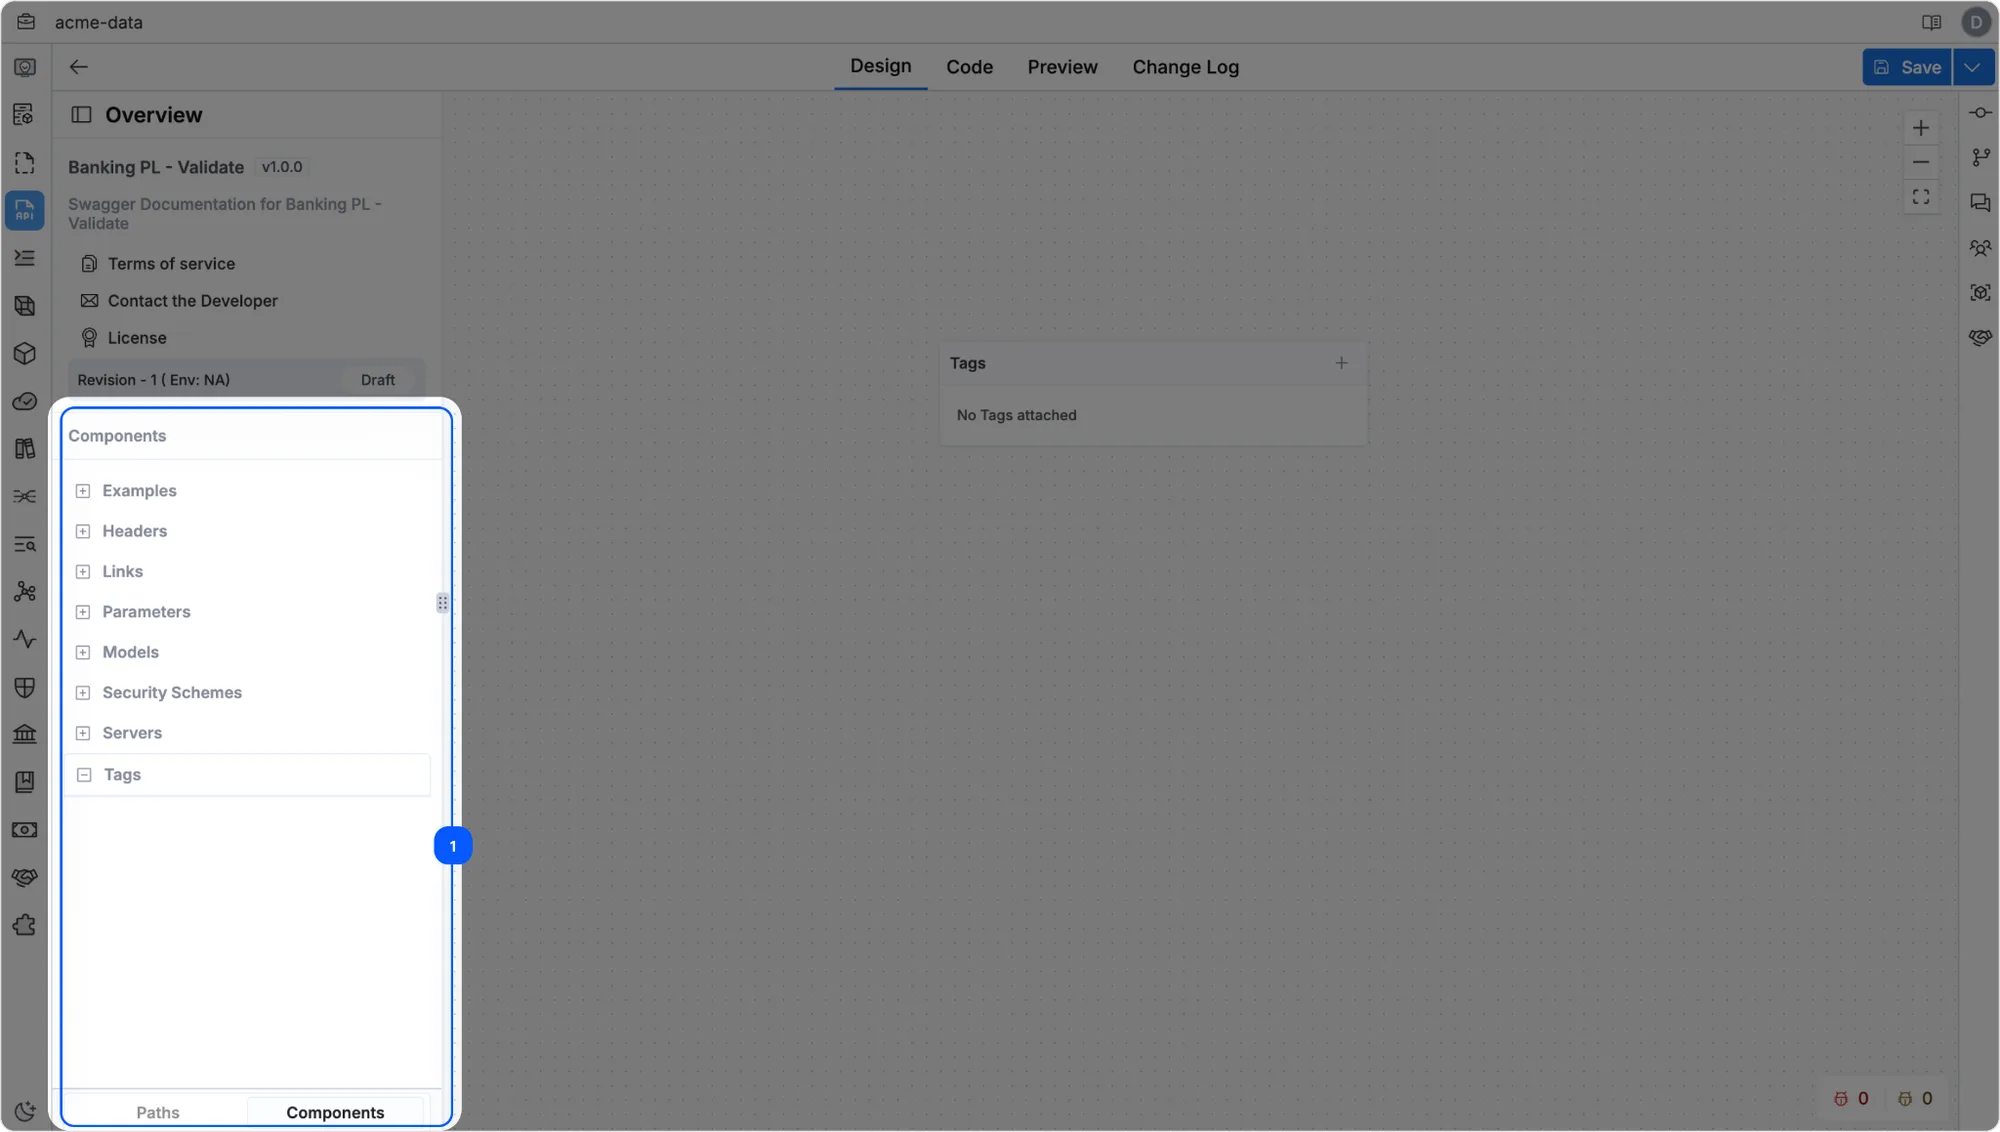 acme-data
D
Design
Code
Preview
Change Log
Save
Overview
Banking PL - Validate v1.0.0
Swagger Documentation for Banking PL -
Validate
API
Terms of service
Contact the Developer
License
Revision - 1 ( Env: NA)
Draft
Tags
No Tags attached
Components
Examples
Headers
Links
Parameters
Models
Security Schemes
Servers
Tags
1
Paths
Components
0
0